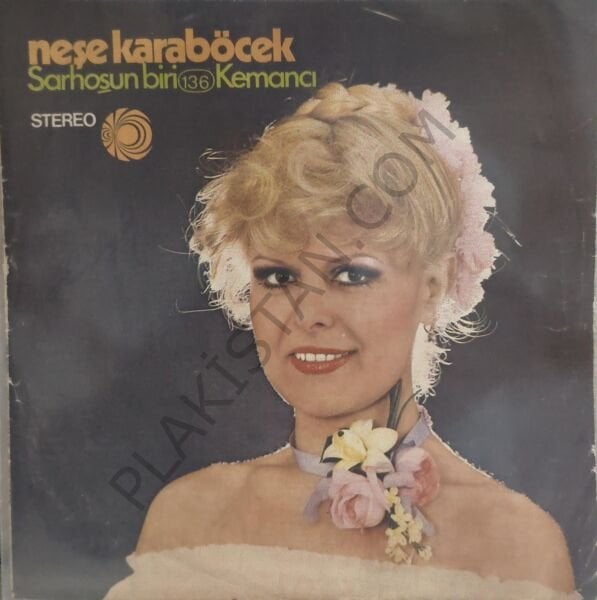 neşe karaböcek
Sarhoşun biri 136 Kemancı
STEREO
PLAKİSTAN.COM